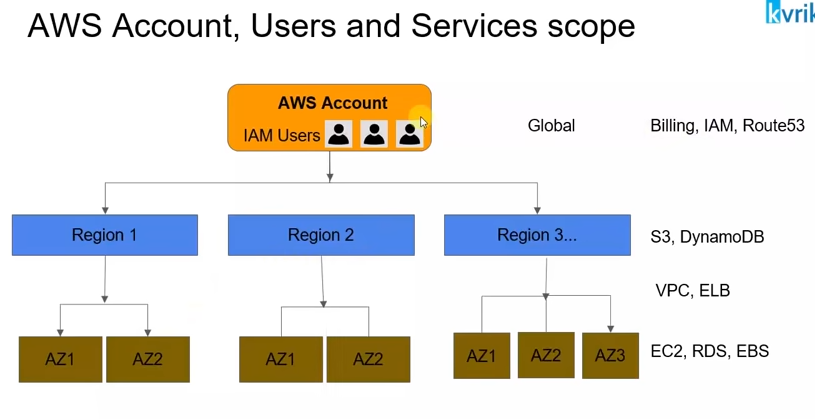 AWS Account, Users and Services scope
kvrik
AWS Account
IAM Users
Global
Billing, IAM, Route53
Region 1
Region 2
Region 3...
S3, DynamoDB
VPC, ELB
AZ1
AZ2
AZ1
AZ2
AZ1
AZ2
AZ3
EC2, RDS, EBS